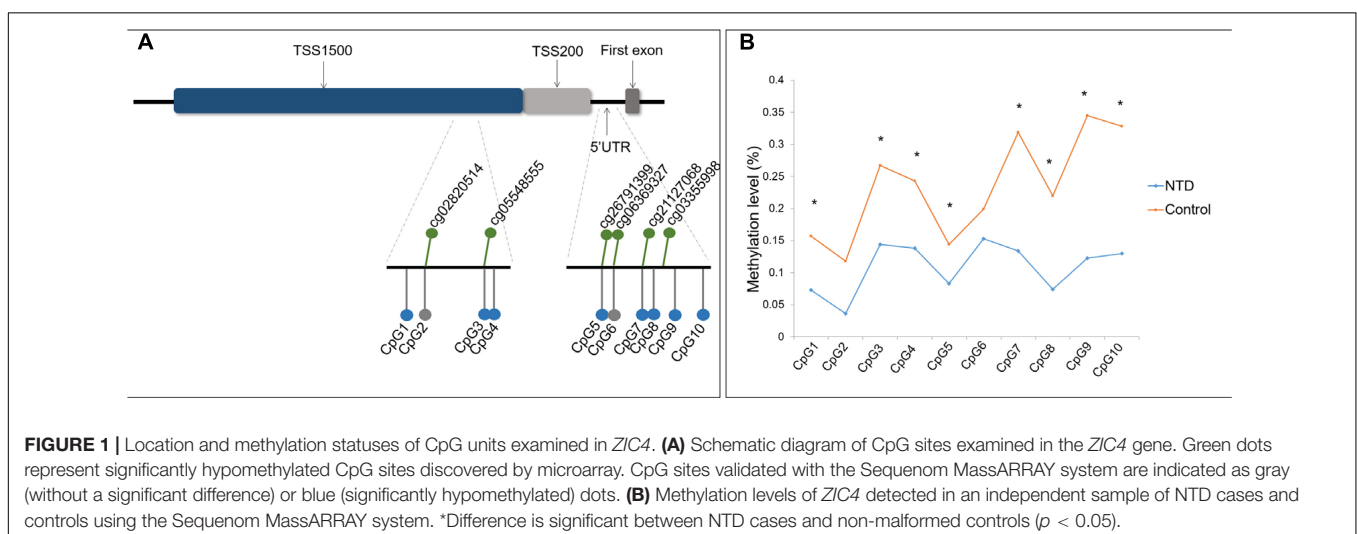 A
TSS1500
TSS200
First exon
5'UTR
cg02820514
cg05548555
cg26791399
cg06369327
cg21127068
cg03355998
CpG1
CpG2
CpG3
CpG4
CpG5
CpG6
CpG7
CpG8
CpG9
CpG10
B
Methylation level (%)
0.4
0.35
0.3
0.25
0.2
0.15
0.1
0.05
0
* * * * * * * *
CpG1
CpG2
CpG3
CpG4
CpG5
CpG6
CpG7
CpG8
CpG9
CpG10
NTD
Control
FIGURE 1 | Location and methylation statuses of CpG units examined in ZIC4. (A) Schematic diagram of CpG sites examined in the ZIC4 gene. Green dots
represent significantly hypomethylated CpG sites discovered by microarray. CpG sites validated with the Sequenom MassARRAY system are indicated as gray
(without a significant difference) or blue (significantly hypomethylated) dots. (B) Methylation levels of ZIC4 detected in an independent sample of NTD cases and
controls using the Sequenom MassARRAY system. *Difference is significant between NTD cases and non-malformed controls (p < 0.05).